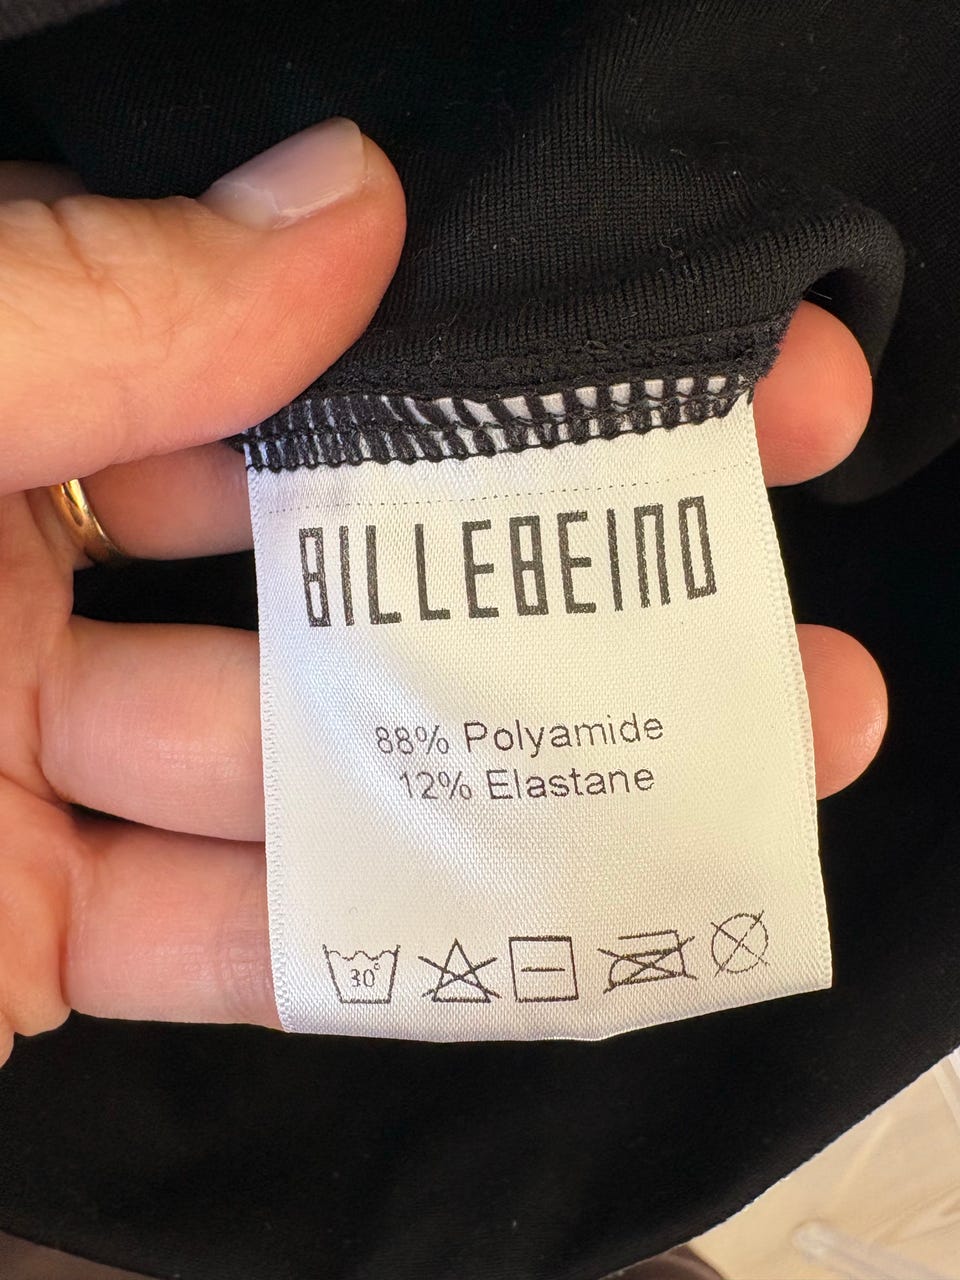 BILLEBEINO
88% Polyamide
12% Elastane
30°